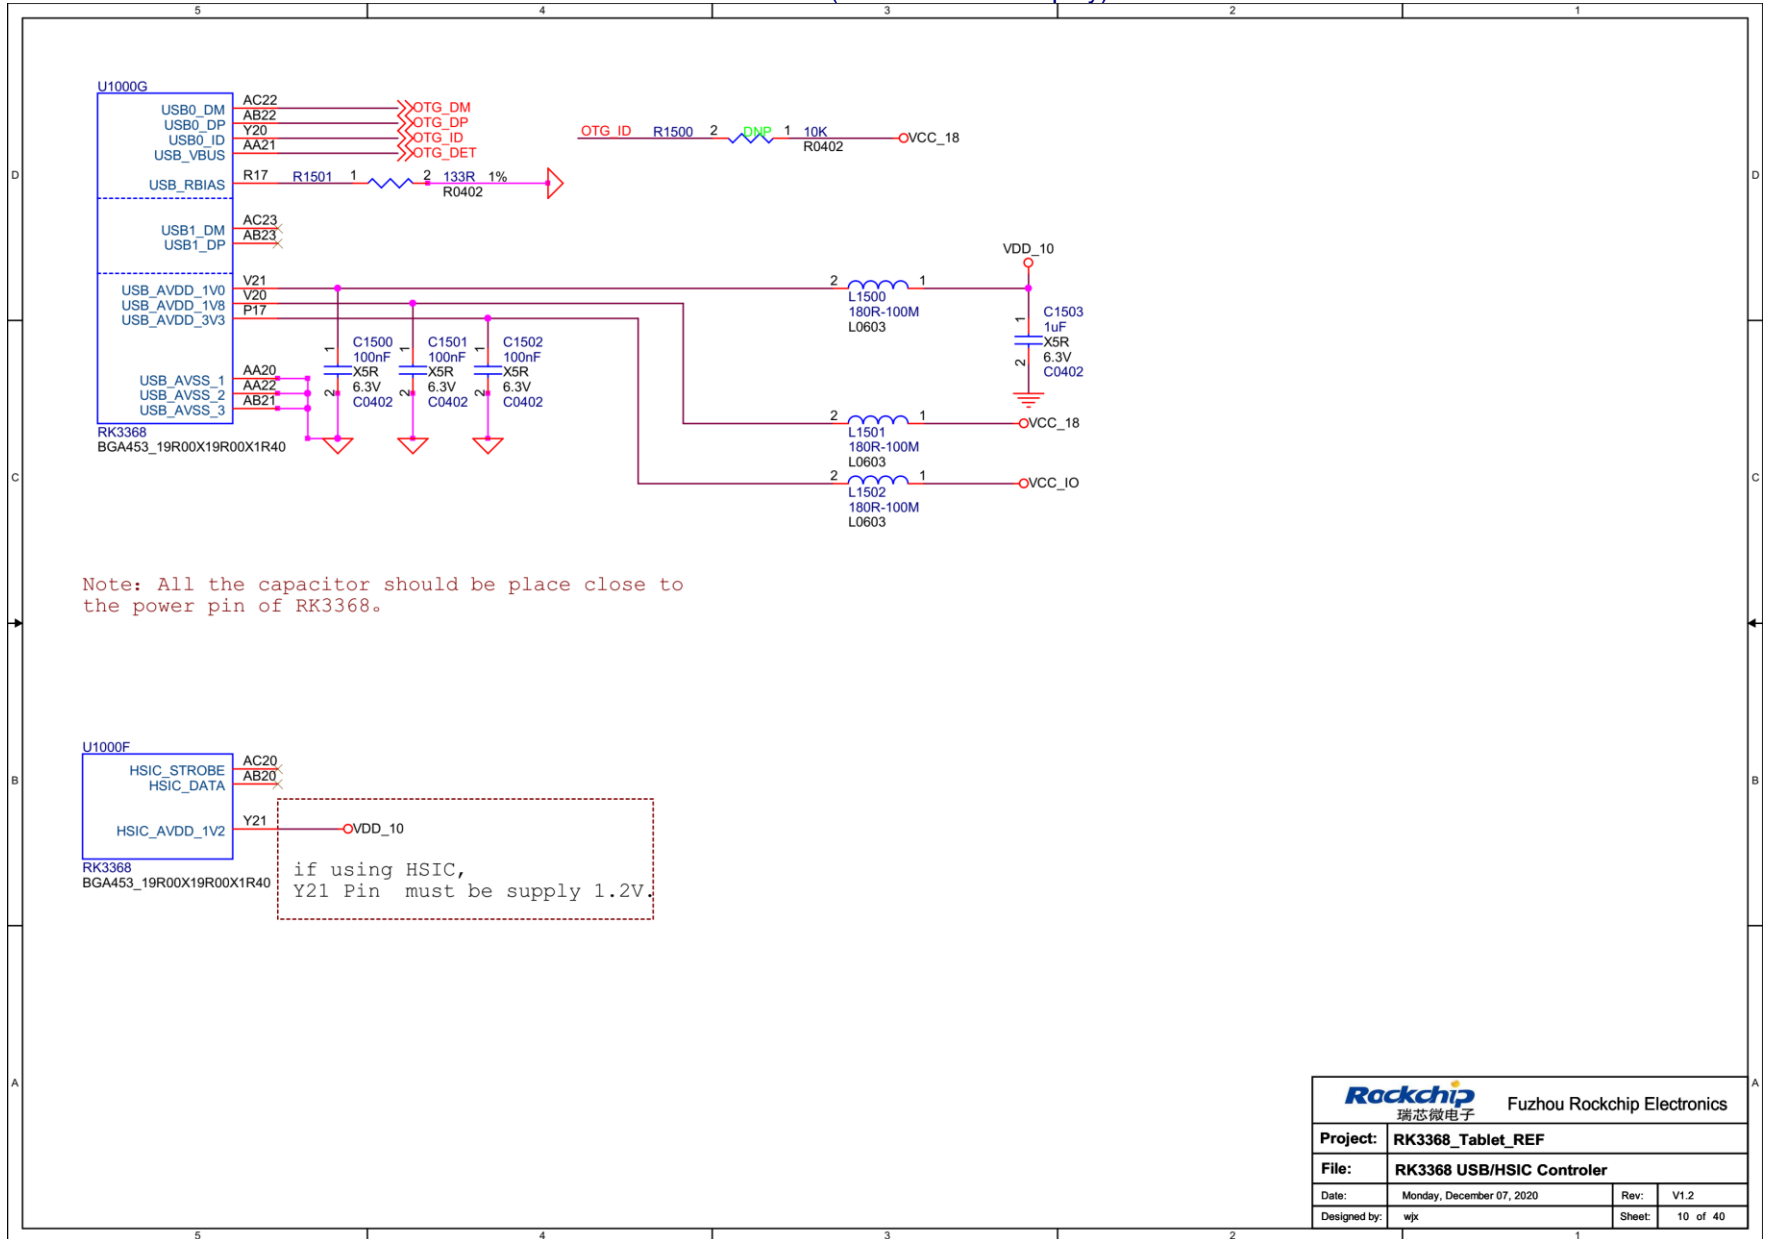 5 4 3 2 1
U1000G
USB0_DM AC22 OTG_DM
USB0_DP AB22 OTG_DP
USB0_ID Y20 OTG_ID
USB_VBUS AA21 OTG_DET
USB_RBIAS R17 R1501 1 2 133R 1%
R0402
OTG_ID R1500 2 DNP 1 10K VCC_18
R0402
D D
USB1_DM AC23
USB1_DP AB23
USB_AVDD_1V0 V21
USB_AVDD_1V8 V20
USB_AVDD_3V3 P17
USB_AVSS_1 AA20
USB_AVSS_2 AA22
USB_AVSS_3 AB21
RK3368
BGA453_19R00X19R00X1R40
1 2
C1500
100nF
X5R
6.3V
C0402
1 2
C1501
100nF
X5R
6.3V
C0402
1 2
C1502
100nF
X5R
6.3V
C0402
VDD_10
2 1
L1500
180R-100M
L0603
1 2
C1503
1uF
X5R
6.3V
C0402
2 1 VCC_18
L1501
180R-100M
L0603
2 1 VCC_IO
L1502
180R-100M
L0603
C C
Note: All the capacitor should be place close to
the power pin of RK3368。
U1000F
HSIC_STROBE AC20
HSIC_DATA AB20
HSIC_AVDD_1V2 Y21 VDD_10
RK3368
BGA453_19R00X19R00X1R40
if using HSIC,
Y21 Pin must be supply 1.2V.
B B
A A
Rockchip
瑞芯微电子
Fuzhou Rockchip Electronics
Project: RK3368_Tablet_REF
File: RK3368 USB/HSIC Controler
Date: Monday, December 07, 2020 Rev: V1.2
Designed by: wjx Sheet: 10 of 40
5 4 3 2 1